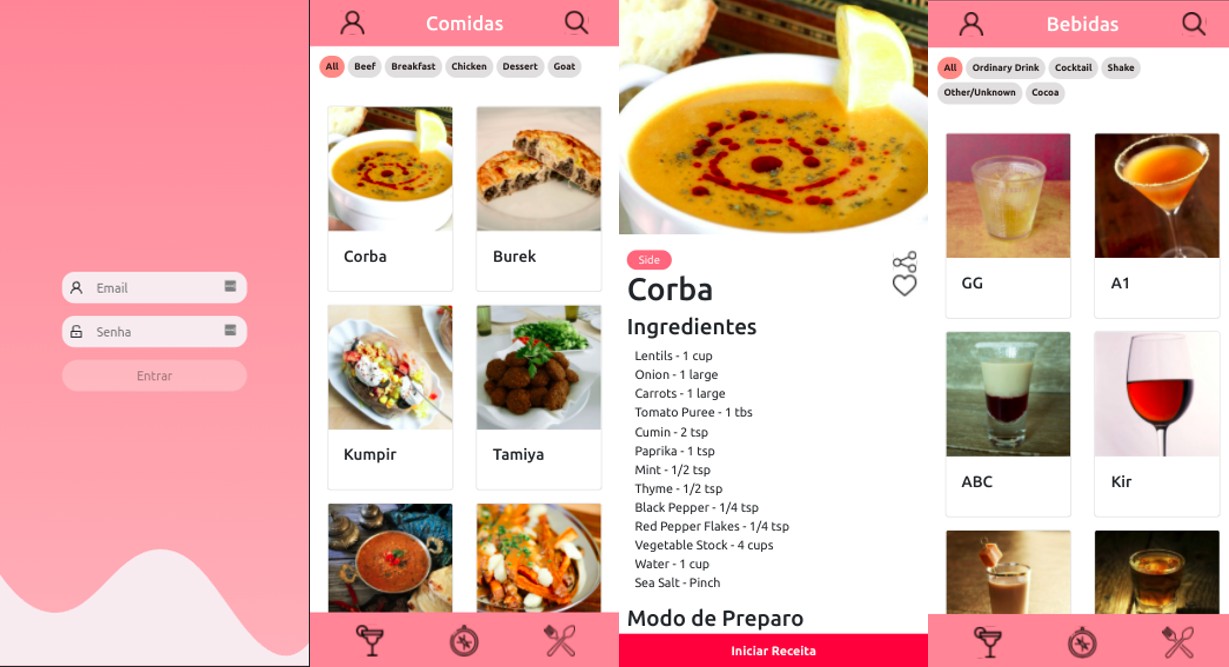 Email
Senha
Entrar
Comidas
All Beef Breakfast Chicken Dessert Goat
Corba Burek
Kumpir Tamiya
Side
Corba
Ingredientes
Lentils - 1 cup
Onion - 1 large
Carrots - 1 large
Tomato Puree - 1 tbs
Cumin - 2 tsp
Paprika - 1 tsp
Mint - 1/2 tsp
Thyme - 1/2 tsp
Black Pepper - 1/4 tsp
Red Pepper Flakes - 1/4 tsp
Vegetable Stock - 4 cups
Water - 1 cup
Sea Salt - Pinch
Modo de Preparo
Iniciar Receita
Bebidas
All Ordinary Drink Cocktail Shake
Other/Unknown Cocoa
GG A1
ABC Kir